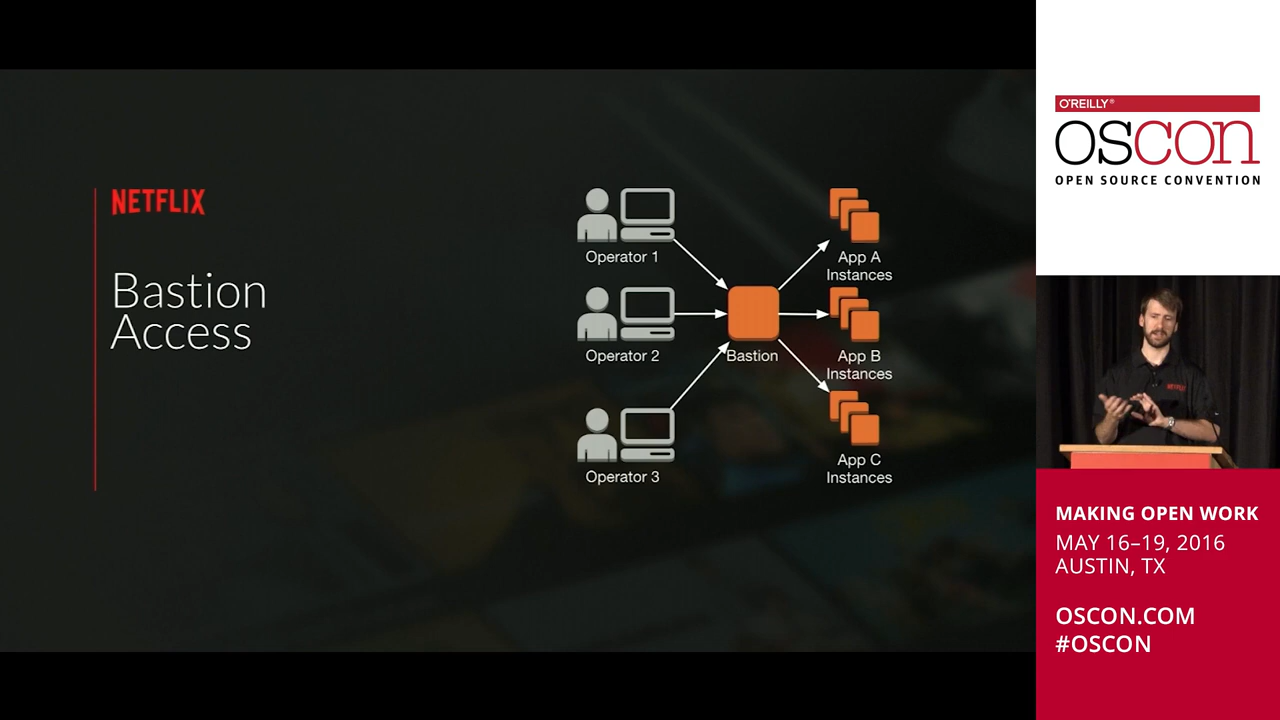 NETFLIX
Bastion
Access
Operator 1
Operator 2
Operator 3
Bastion
App A
Instances
App B
Instances
App C
Instances
O'REILLY®
OSCON
OPEN SOURCE CONVENTION
NETFLIX
MAKING OPEN WORK
MAY 16–19, 2016
AUSTIN, TX
OSCON.COM
#OSCON